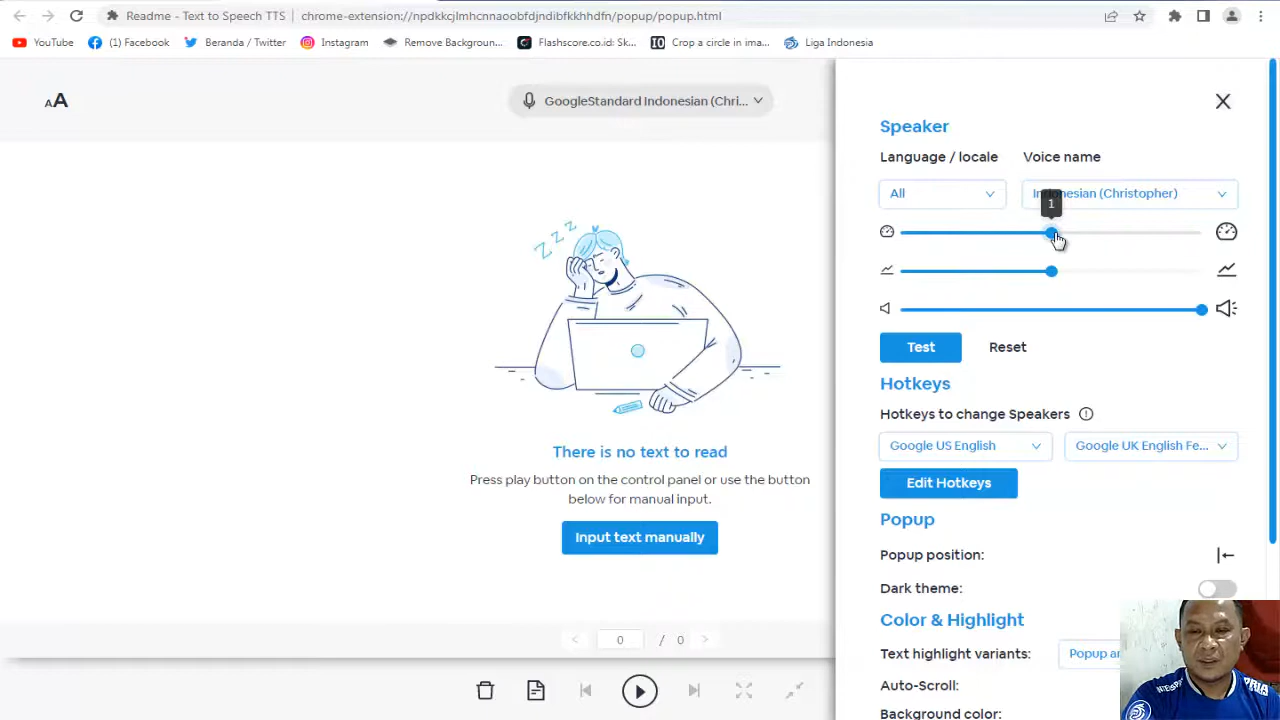 Readme - Text to Speech TTS | chrome-extension://npdkkcjlmhcnnaoobfdjndibfkkhhdfn/popup/popup.html
YouTube (1) Facebook Beranda / Twitter Instagram Remove Backgroun... Flashscore.co.id: Sk... Crop a circle in ima... Liga Indonesia
AA
GoogleStandard Indonesian (Chri...
zzz
There is no text to read
Press play button on the control panel or use the button
below for manual input.
Input text manually
0 / 0
Speaker
Language / locale Voice name
All Indonesian (Christopher)
1
Test Reset
Hotkeys
Hotkeys to change Speakers
Google US English Google UK English Fe...
Edit Hotkeys
Popup
Popup position:
Dark theme:
Color & Highlight
Text highlight variants: Popup an
Auto-Scroll:
Background color: